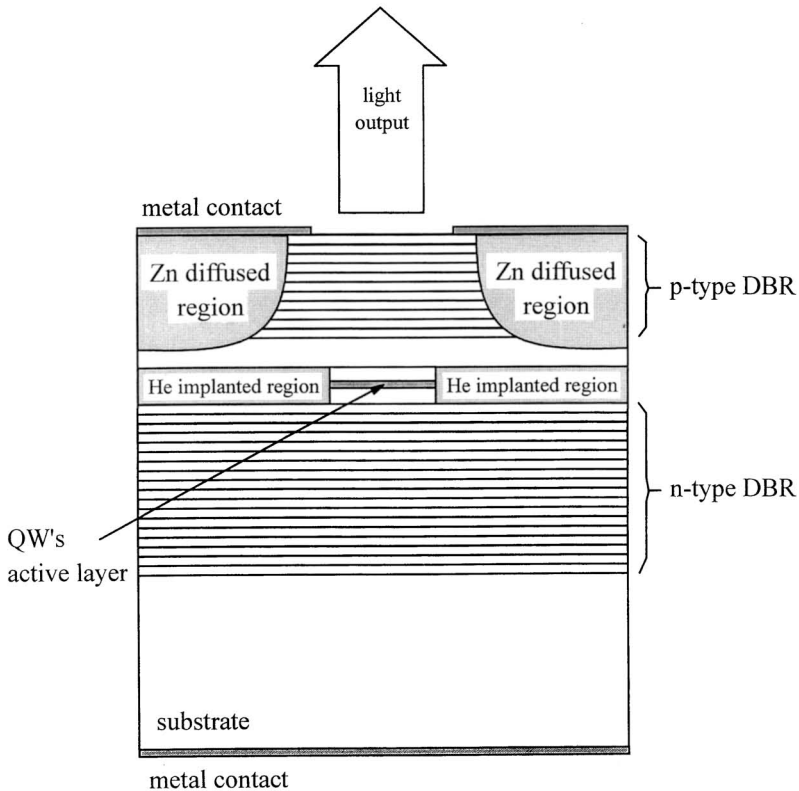 light
output
metal contact
Zn diffused
region
Zn diffused
region
p-type DBR
He implanted region
He implanted region
n-type DBR
QW's
active layer
substrate
metal contact